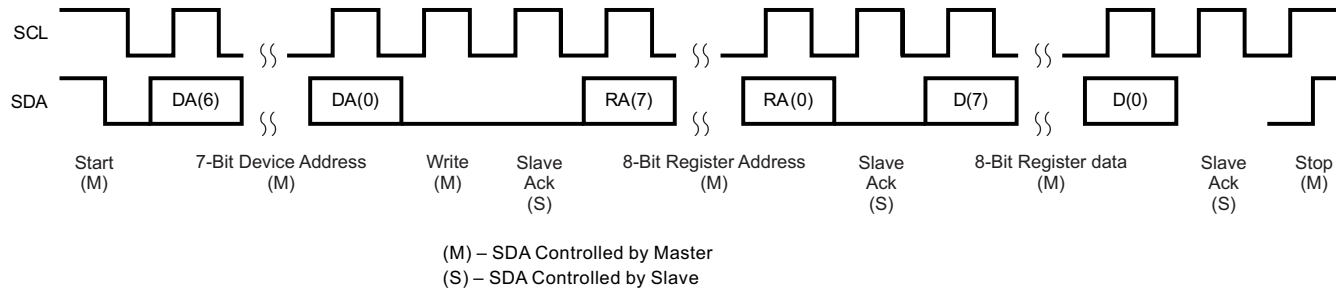 SCL
SDA
DA(6)
DA(0)
RA(7)
RA(0)
D(7)
D(0)
Start
(M)
7-Bit Device Address
(M)
Write
(M)
Slave
Ack
(S)
8-Bit Register Address
(M)
Slave
Ack
(S)
8-Bit Register data
(M)
Slave
Ack
(S)
Stop
(M)
(M) – SDA Controlled by Master
(S) – SDA Controlled by Slave